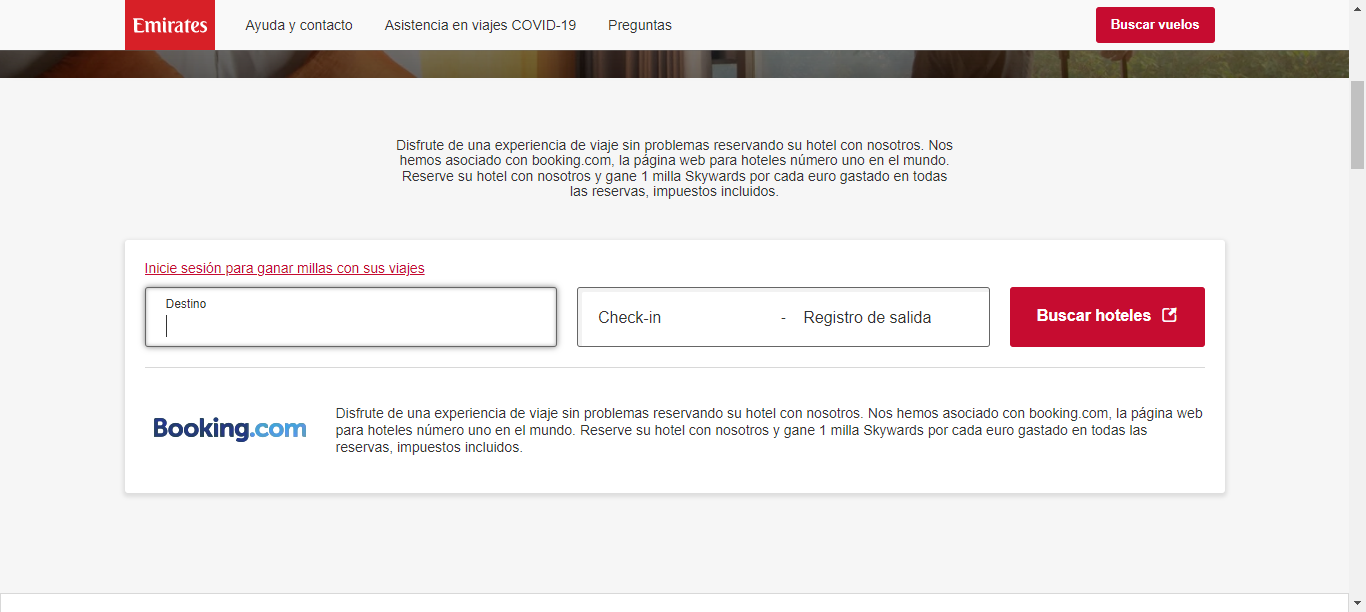 Emirates
Ayuda y contacto
Asistencia en viajes COVID-19
Preguntas
Buscar vuelos
Disfrute de una experiencia de viaje sin problemas reservando su hotel con nosotros. Nos
hemos asociado con booking.com, la página web para hoteles número uno en el mundo.
Reserve su hotel con nosotros y gane 1 milla Skywards por cada euro gastado en todas
las reservas, impuestos incluidos.
Inicie sesión para ganar millas con sus viajes
Destino
Check-in - Registro de salida
Buscar hoteles
Booking.com
Disfrute de una experiencia de viaje sin problemas reservando su hotel con nosotros. Nos hemos asociado con booking.com, la página web
para hoteles número uno en el mundo. Reserve su hotel con nosotros y gane 1 milla Skywards por cada euro gastado en todas las
reservas, impuestos incluidos.